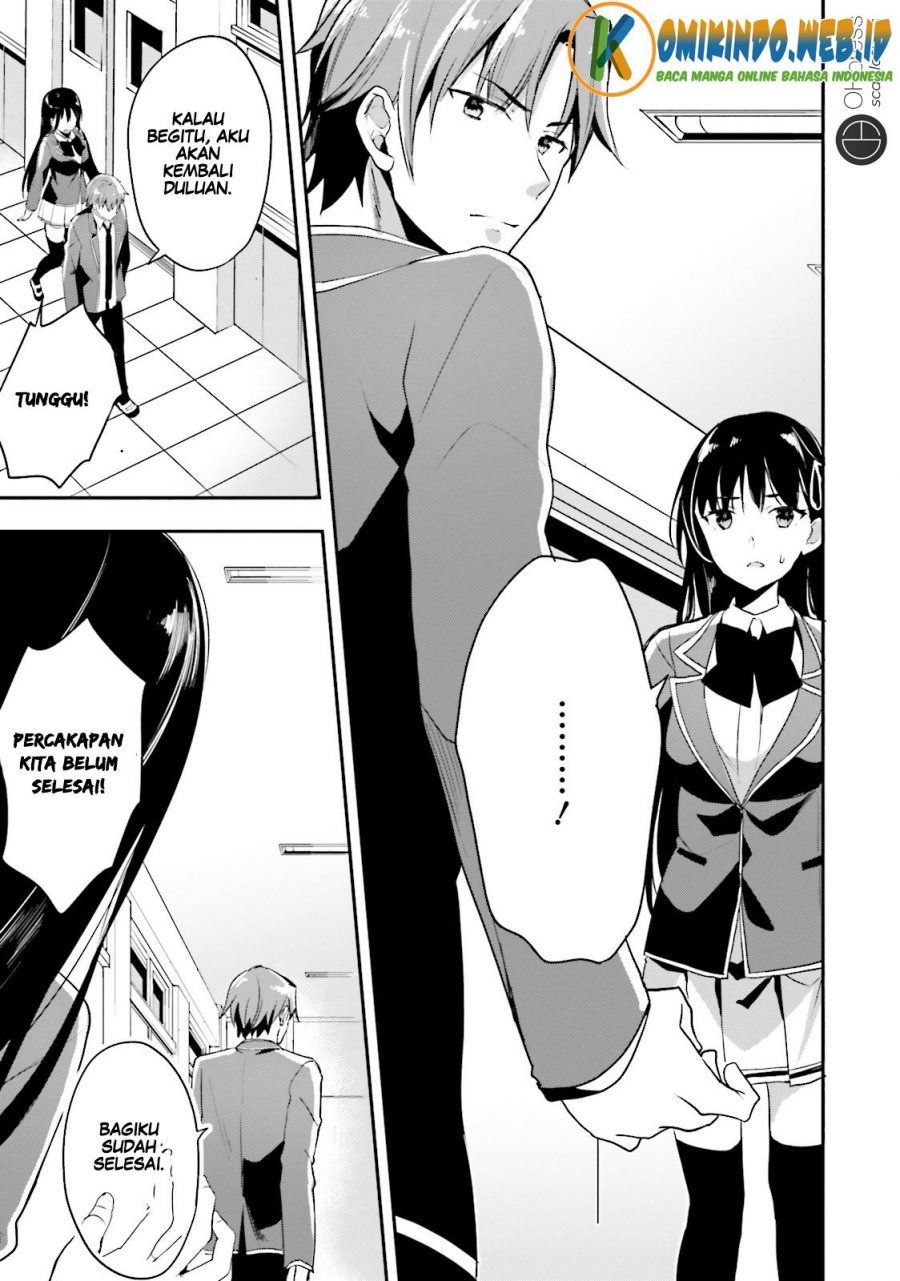 OMIKINDO.WEB.ID
BACA MANGA ONLINE BAHASA INDONESIA
.........!
KALAU
BEGITU, AKU
AKAN
KEMBALI
DULUAN.
TUNGGU!
PERCAKAPAN
KITA BELUM
SELESAI!
BAGIKU
SUDAH
SELESAI.